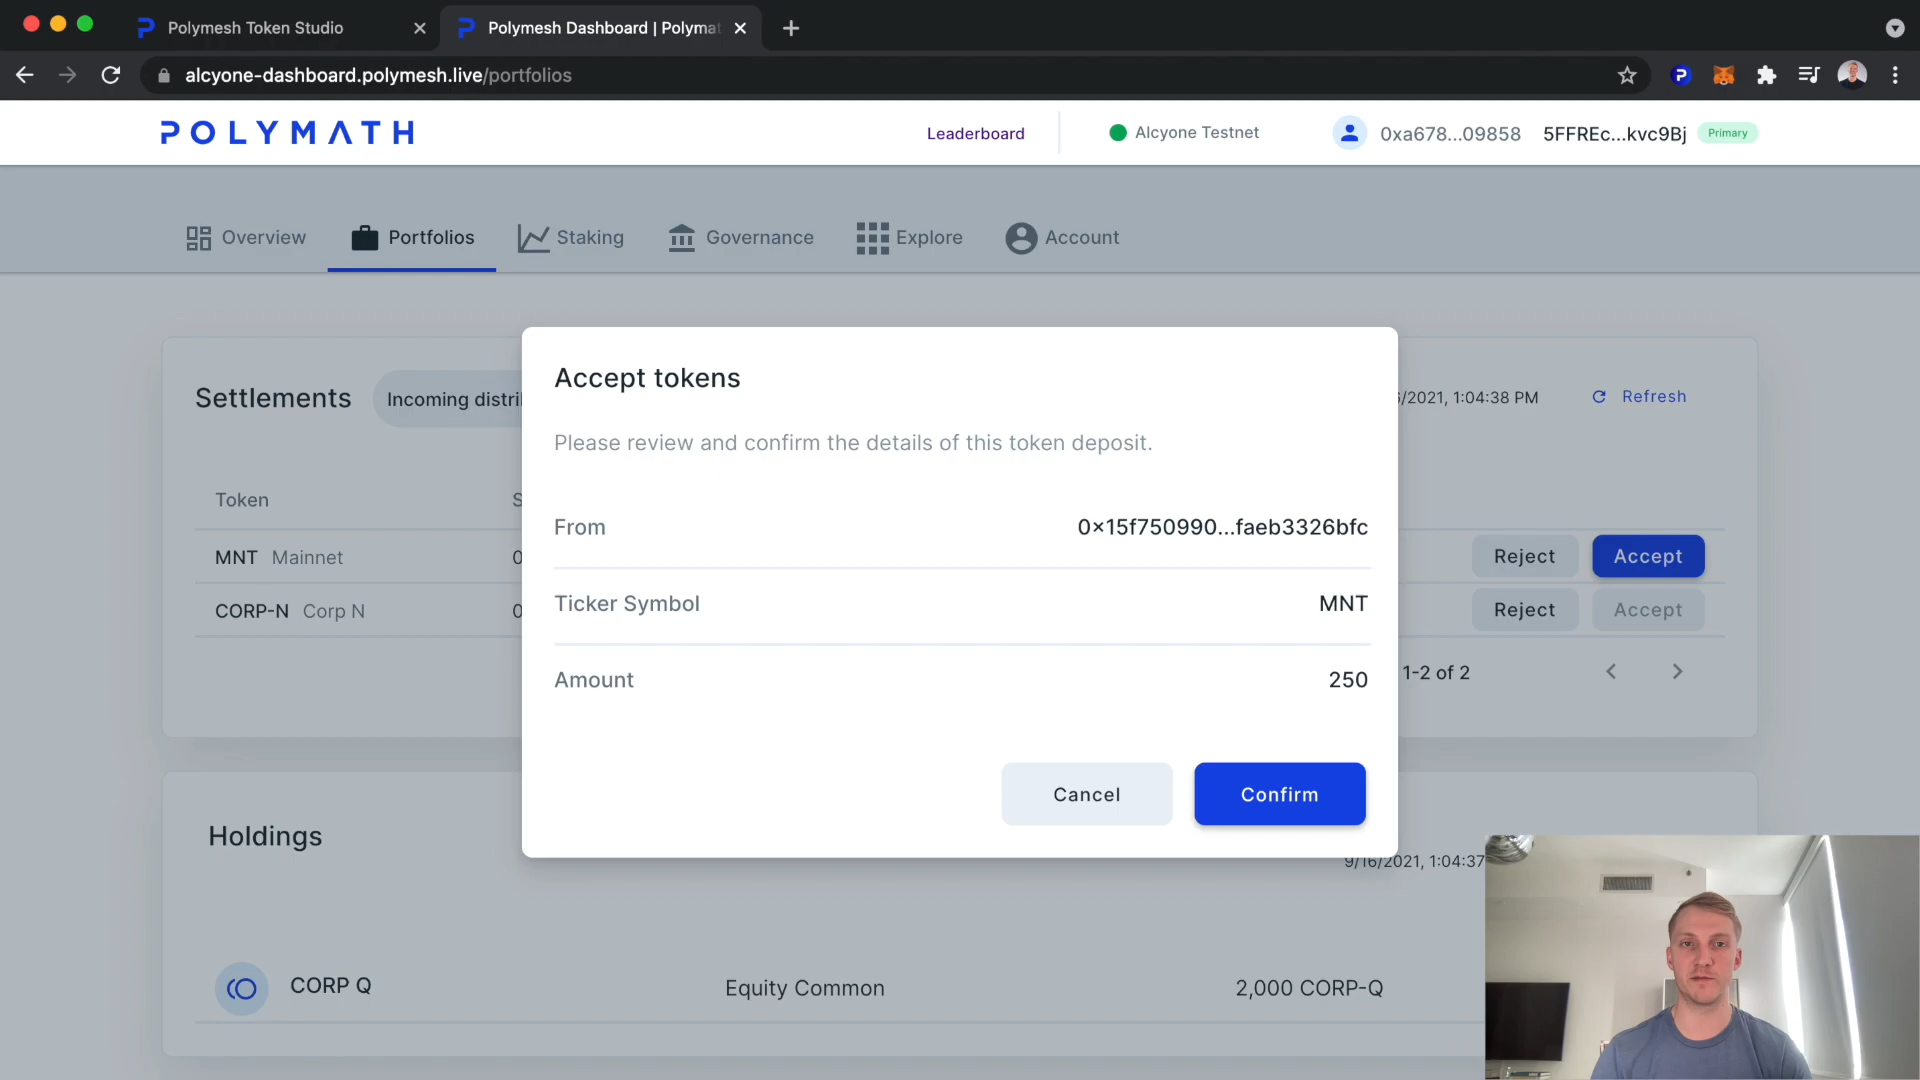 Polymesh Token Studio
Polymesh Dashboard | Polymat
alcyone-dashboard.polymesh.live/portfolios
POLYMATH
Leaderboard
Alcyone Testnet
0xa678...09858
5FFREc...kvc9Bj
Primary
Overview
Portfolios
Staking
Governance
Explore
Account
Settlements
Incoming distri
/2021, 1:04:38 PM
Refresh
Accept tokens
Please review and confirm the details of this token deposit.
Token
S
From
0×15f750990...faeb3326bfc
MNT Mainnet
0
Reject
Accept
Ticker Symbol
MNT
CORP-N Corp N
0
Reject
Accept
Amount
250
1-2 of 2
Cancel
Confirm
Holdings
9/16/2021, 1:04:37
CORP Q
Equity Common
2,000 CORP-Q